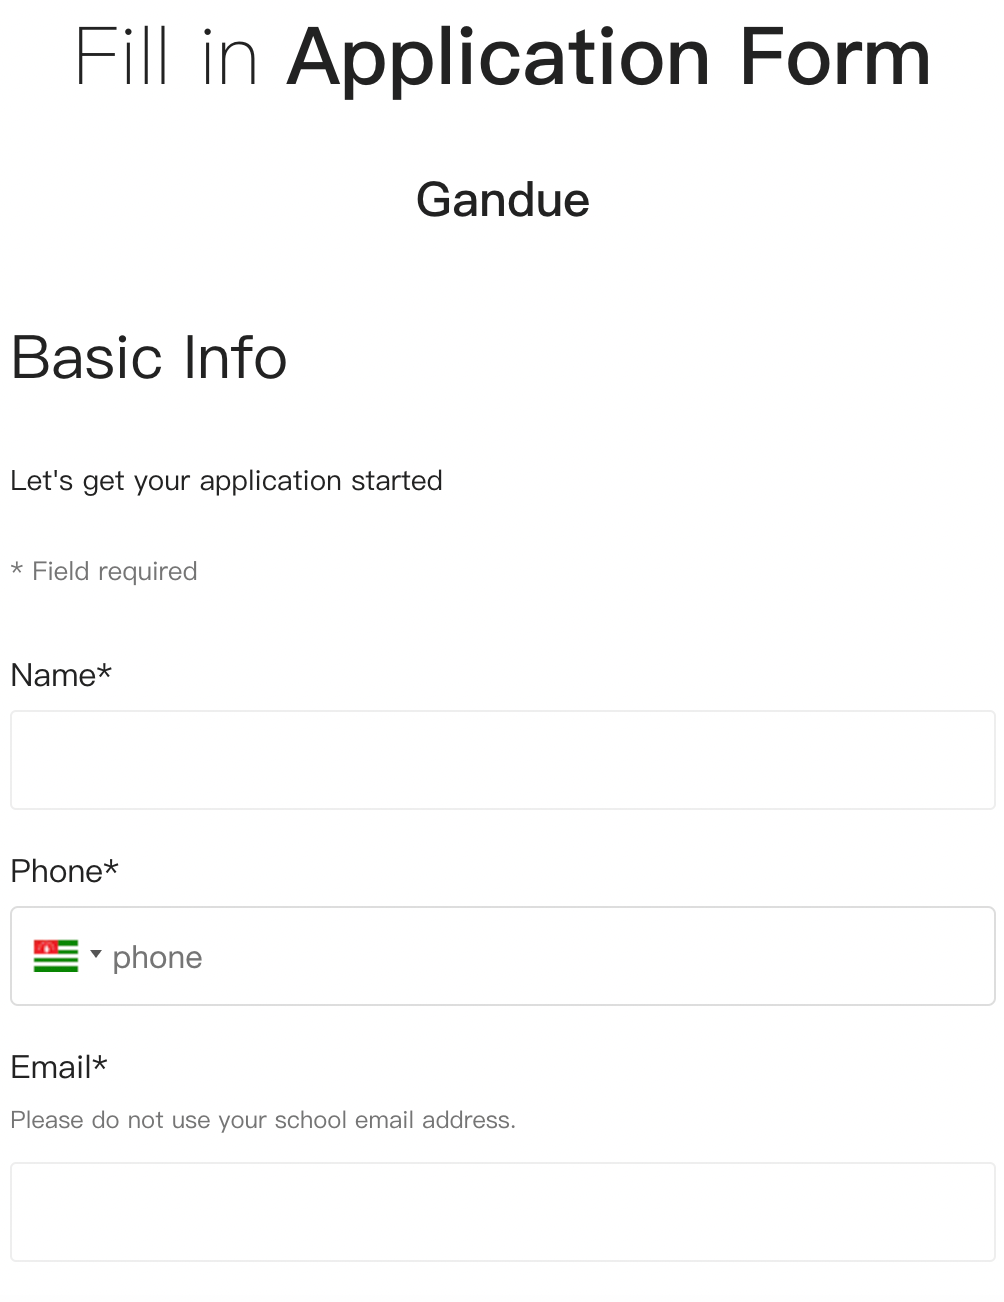 Fill in Application Form
Gandue
Basic Info
Let's get your application started
* Field required
Name*
Phone*
phone
Email*
Please do not use your school email address.